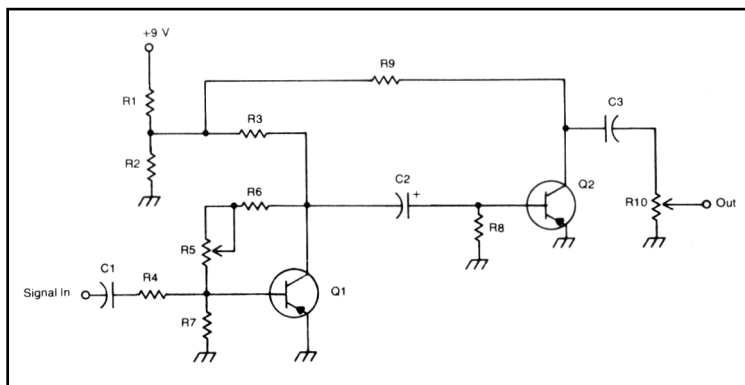 +9 V
R9
R1
R3
C3
R2
C2
+
Q2
R6
R10
Out
R8
R5
C1
R4
Signal In
Q1
R7